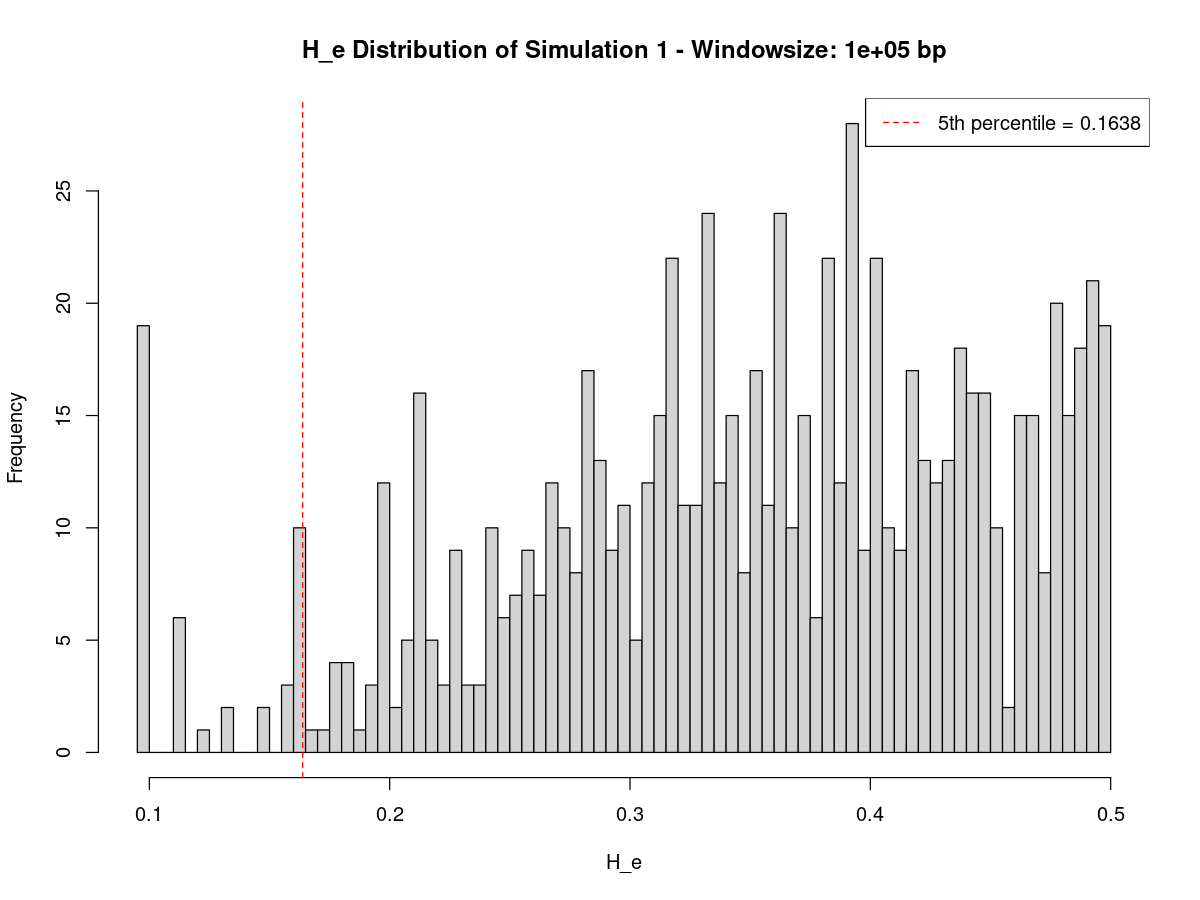 H_e Distribution of Simulation 1 - Windowsize: 1e+05 bp
5th percentile = 0.1638
25
20
15
10
5
0
Frequency
0.1 0.2 0.3 0.4 0.5
H_e